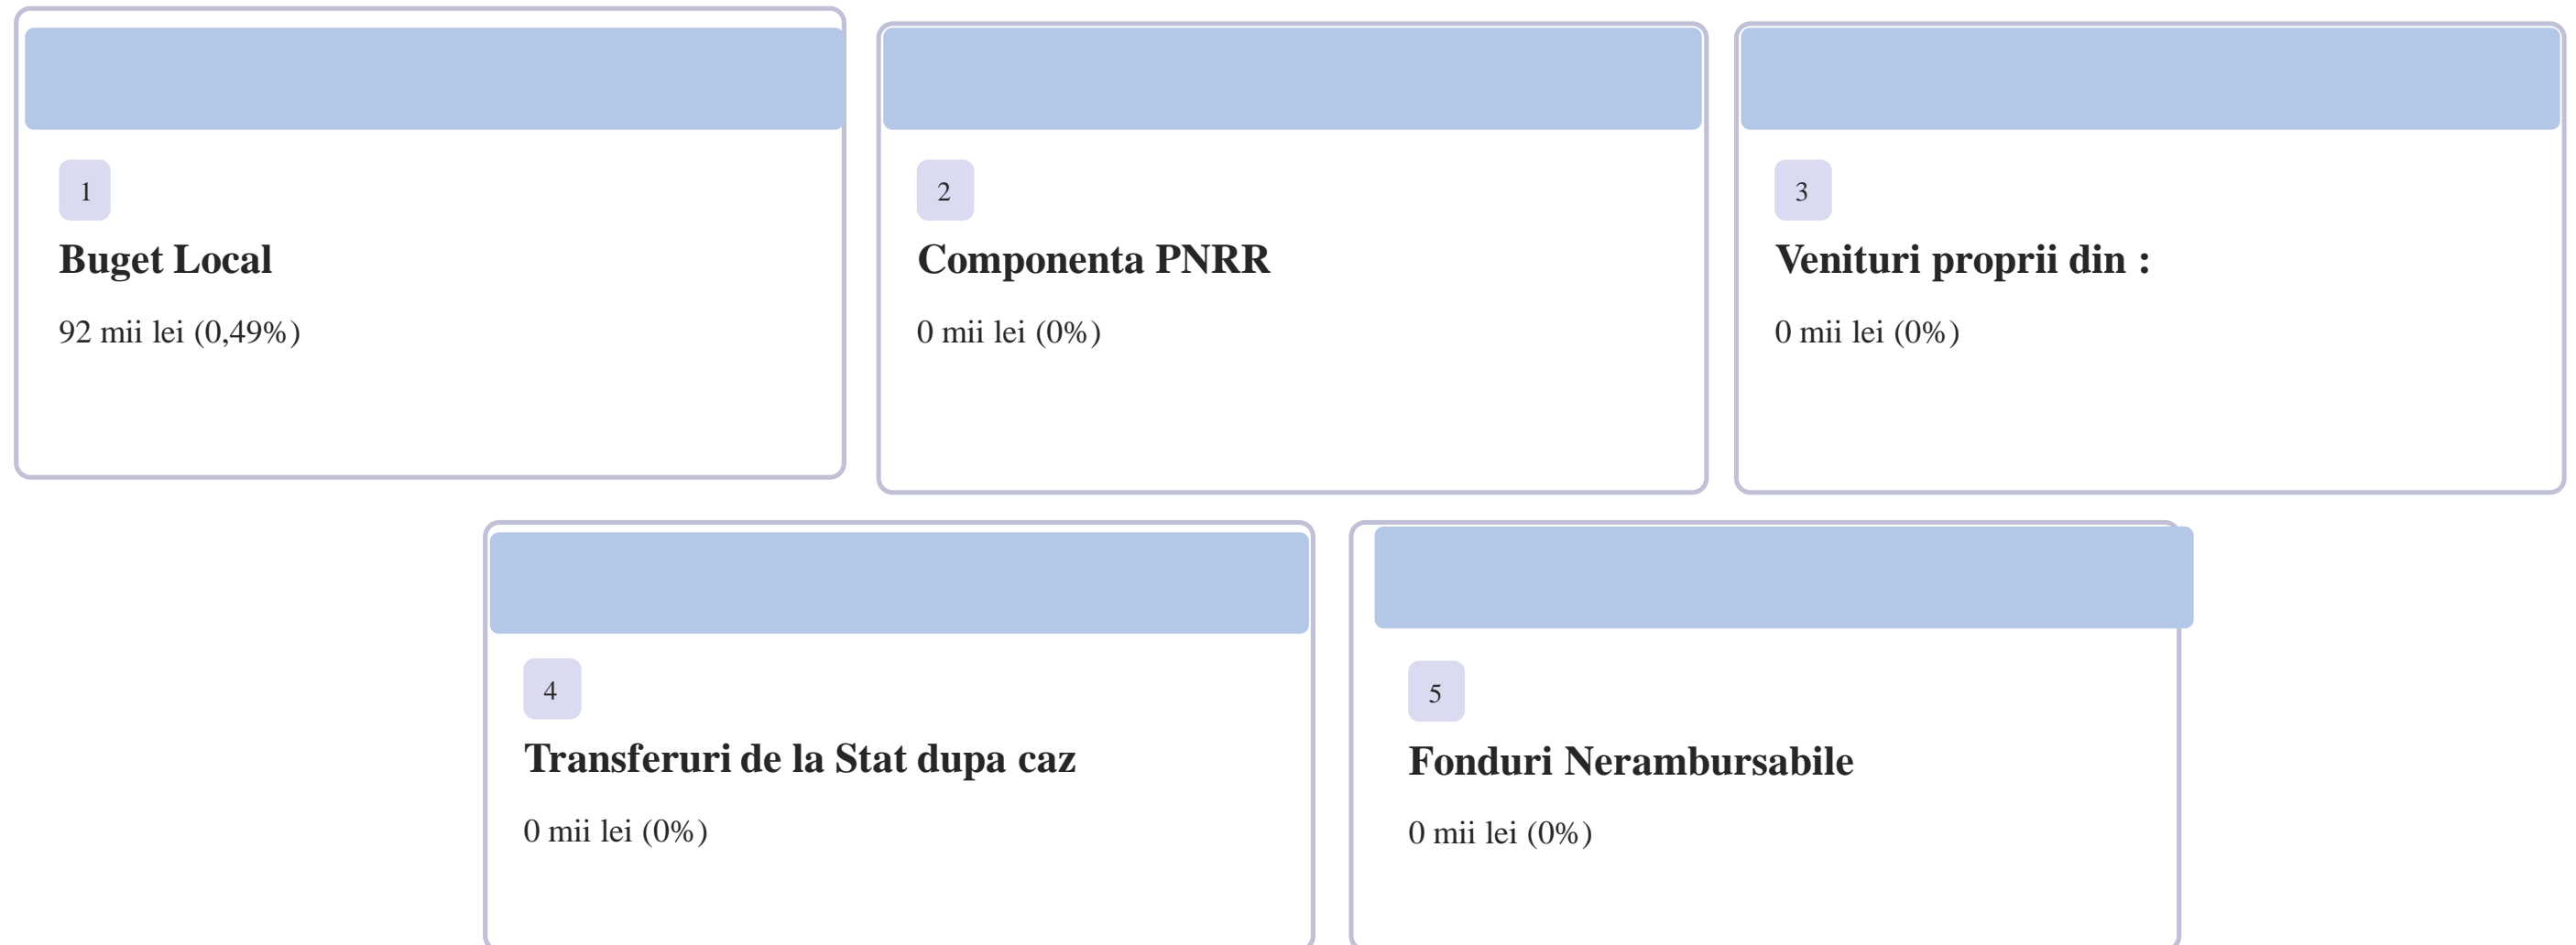 1
Buget Local
92 mii lei (0,49%)
2
Componenta PNRR
0 mii lei (0%)
3
Venituri proprii din :
0 mii lei (0%)
4
Transferuri de la Stat dupa caz
0 mii lei (0%)
5
Fonduri Nerambursabile
0 mii lei (0%)